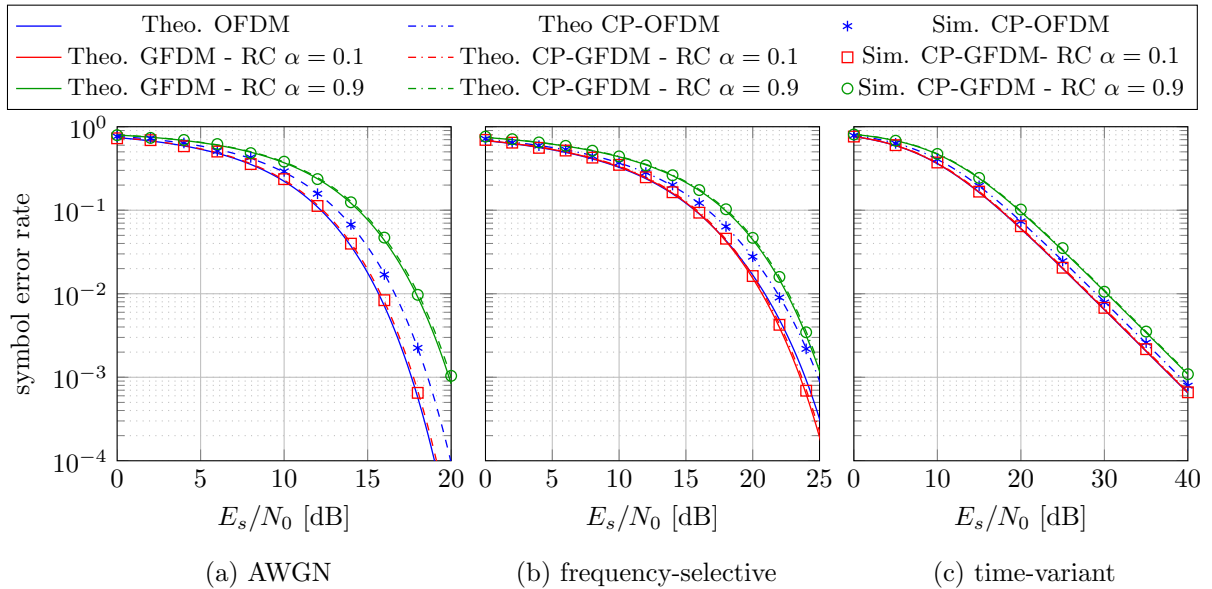 Theo. OFDM Theo CP-OFDM Sim. CP-OFDM
Theo. GFDM - RC α = 0.1 Theo. CP-GFDM - RC α = 0.1 Sim. CP-GFDM- RC α = 0.1
Theo. GFDM - RC α = 0.9 Theo. CP-GFDM - RC α = 0.9 Sim. CP-GFDM - RC α = 0.9
symbol error rate
10^0
10^−1
10^−2
10^−3
10^−4
0 5 10 15 20
E_s/N_0 [dB]
(a) AWGN
0 5 10 15 20 25
E_s/N_0 [dB]
(b) frequency-selective
0 10 20 30 40
E_s/N_0 [dB]
(c) time-variant